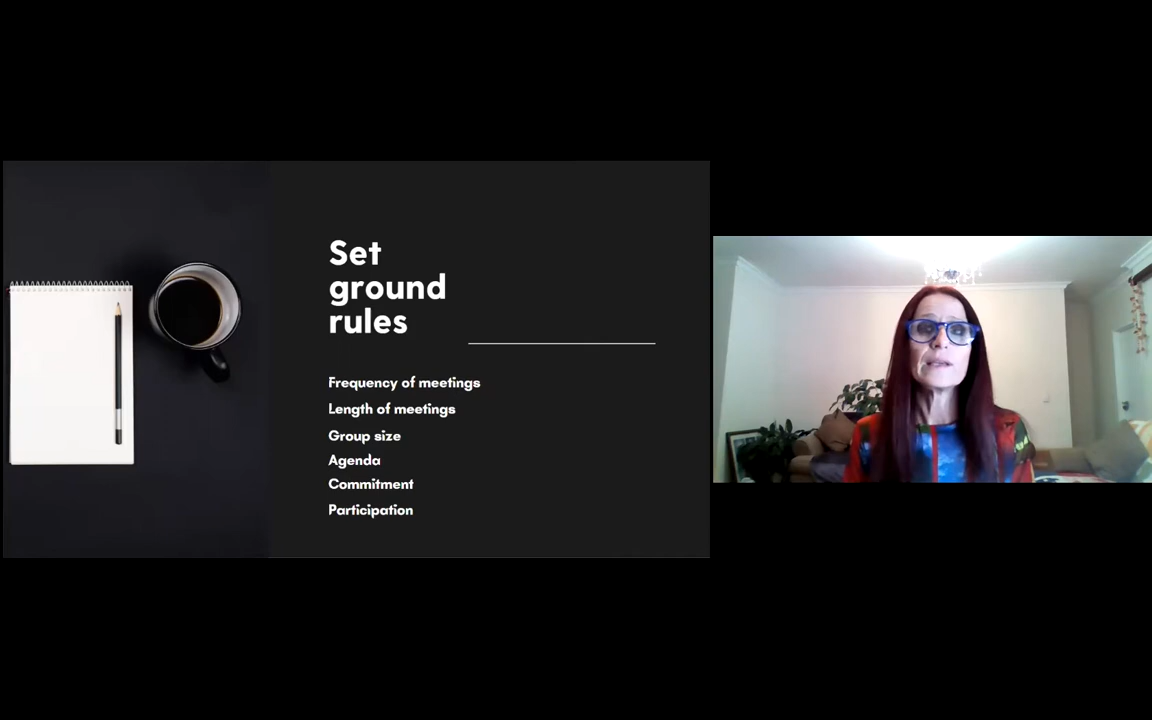 Set
ground
rules
Frequency of meetings
Length of meetings
Group size
Agenda
Commitment
Participation